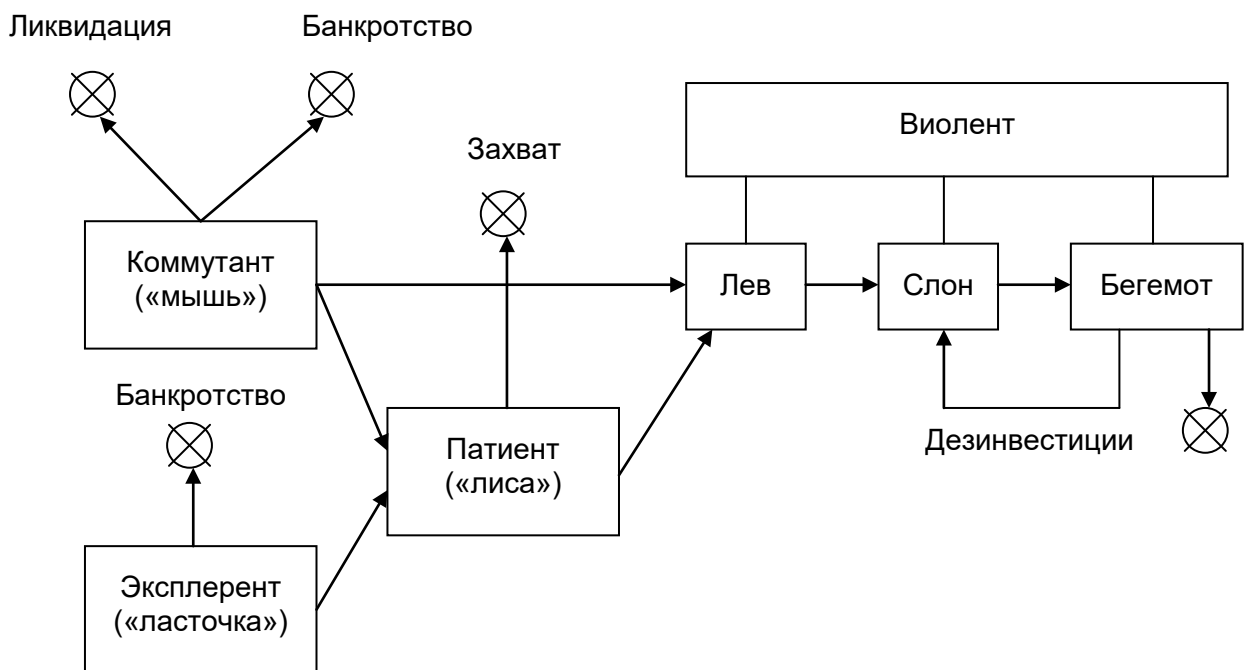 Ликвидация
Банкротство
Виолент
Захват
Коммутант
(«мышь»)
Лев
Слон
Бегемот
Банкротство
Патиент
(«лиса»)
Дезинвестиции
Эксплерент
(«ласточка»)